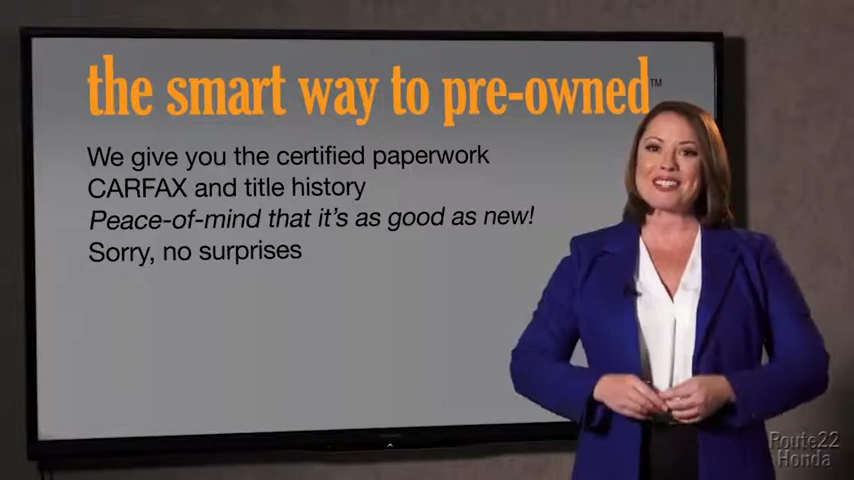 the smart way to pre-owned™
We give you the certified paperwork
CARFAX and title history
Peace-of-mind that it's as good as new!
Sorry, no surprises
Route22
Honda